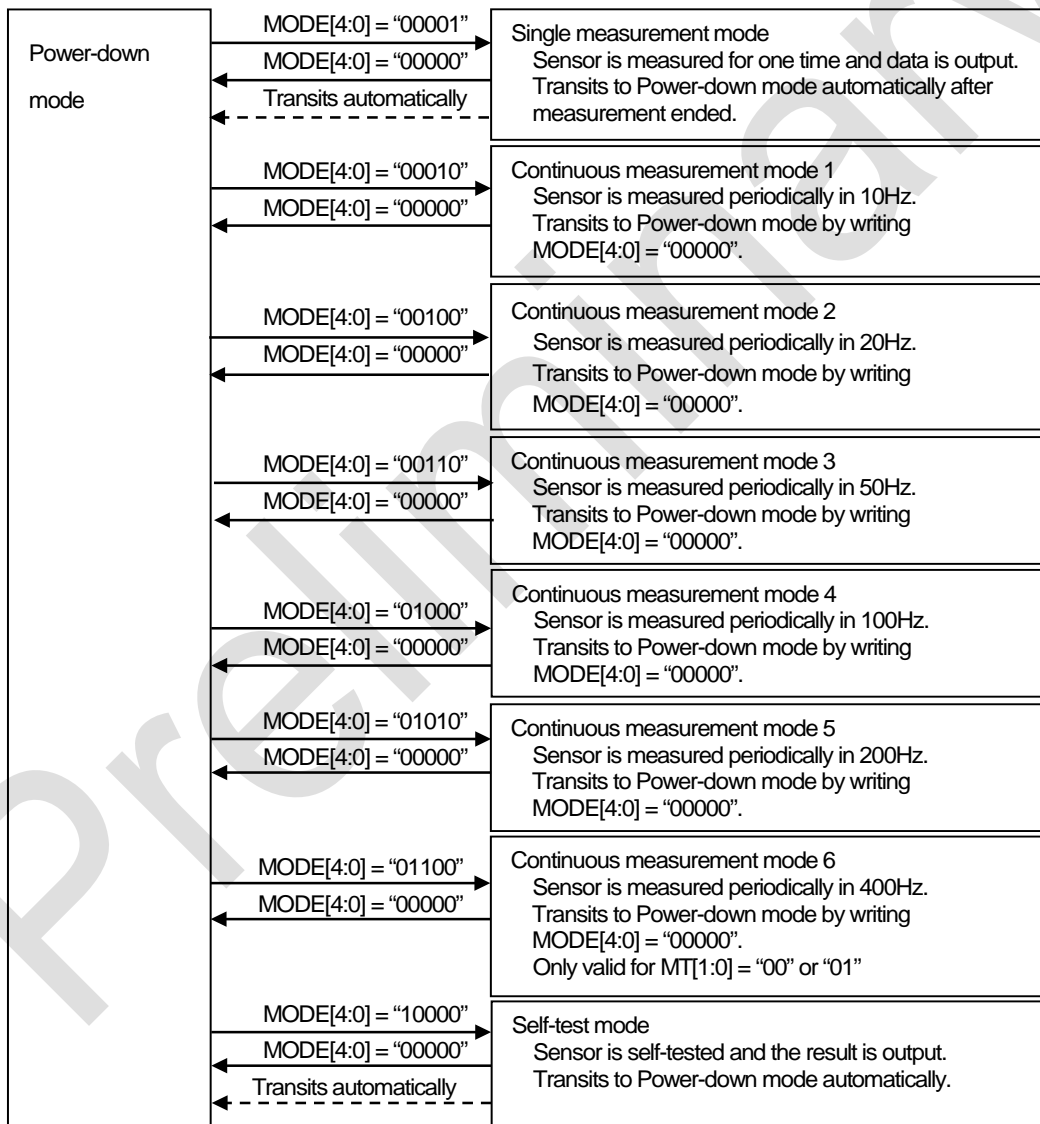 Power-down
mode
MODE[4:0] = “00001”
MODE[4:0] = “00000”
Transits automatically
Single measurement mode
Sensor is measured for one time and data is output.
Transits to Power-down mode automatically after
measurement ended.
MODE[4:0] = “00010”
MODE[4:0] = “00000”
Continuous measurement mode 1
Sensor is measured periodically in 10Hz.
Transits to Power-down mode by writing
MODE[4:0] = “00000”.
MODE[4:0] = “00100”
MODE[4:0] = “00000”
Continuous measurement mode 2
Sensor is measured periodically in 20Hz.
Transits to Power-down mode by writing
MODE[4:0] = “00000”.
MODE[4:0] = “00110”
MODE[4:0] = “00000”
Continuous measurement mode 3
Sensor is measured periodically in 50Hz.
Transits to Power-down mode by writing
MODE[4:0] = “00000”.
MODE[4:0] = “01000”
MODE[4:0] = “00000”
Continuous measurement mode 4
Sensor is measured periodically in 100Hz.
Transits to Power-down mode by writing
MODE[4:0] = “00000”.
MODE[4:0] = “01010”
MODE[4:0] = “00000”
Continuous measurement mode 5
Sensor is measured periodically in 200Hz.
Transits to Power-down mode by writing
MODE[4:0] = “00000”.
MODE[4:0] = “01100”
MODE[4:0] = “00000”
Continuous measurement mode 6
Sensor is measured periodically in 400Hz.
Transits to Power-down mode by writing
MODE[4:0] = “00000”.
Only valid for MT[1:0] = “00” or “01”
MODE[4:0] = “10000”
MODE[4:0] = “00000”
Transits automatically
Self-test mode
Sensor is self-tested and the result is output.
Transits to Power-down mode automatically.
Preliminary